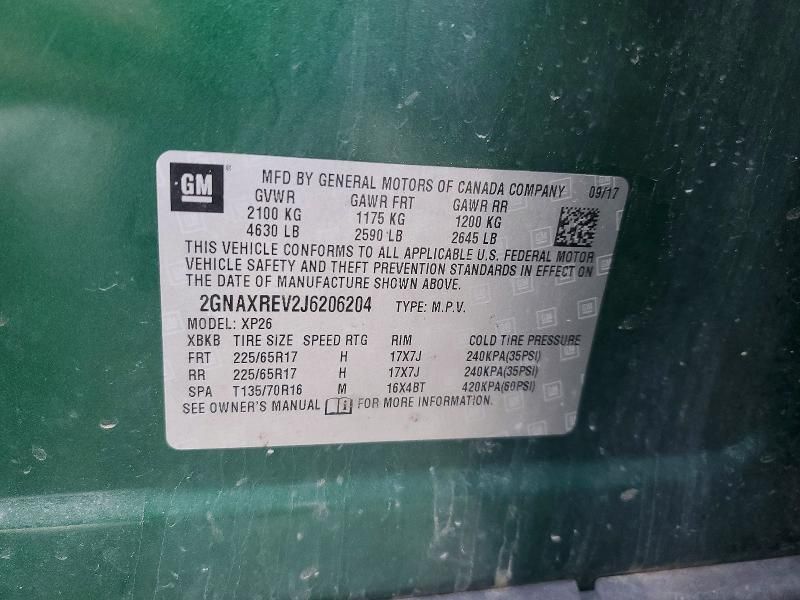 GM ® MFD BY GENERAL MOTORS OF CANADA COMPANY 09/17
GVWR GAWR FRT GAWR RR
2100 KG 1175 KG 1200 KG
4630 LB 2590 LB 2645 LB
THIS VEHICLE CONFORMS TO ALL APPLICABLE U.S. FEDERAL MOTOR
VEHICLE SAFETY AND THEFT PREVENTION STANDARDS IN EFFECT ON
THE DATE OF MANUFACTURE SHOWN ABOVE.
2GNAXREV2J6206204 TYPE: M.P.V.
MODEL: XP26
XBKB TIRE SIZE SPEED RTG RIM COLD TIRE PRESSURE
FRT 225/65R17 H 17X7J 240KPA(35PSI)
RR 225/65R17 H 17X7J 240KPA(35PSI)
SPA T135/70R16 M 16X4BT 420KPA(60PSI)
SEE OWNER'S MANUAL FOR MORE INFORMATION.